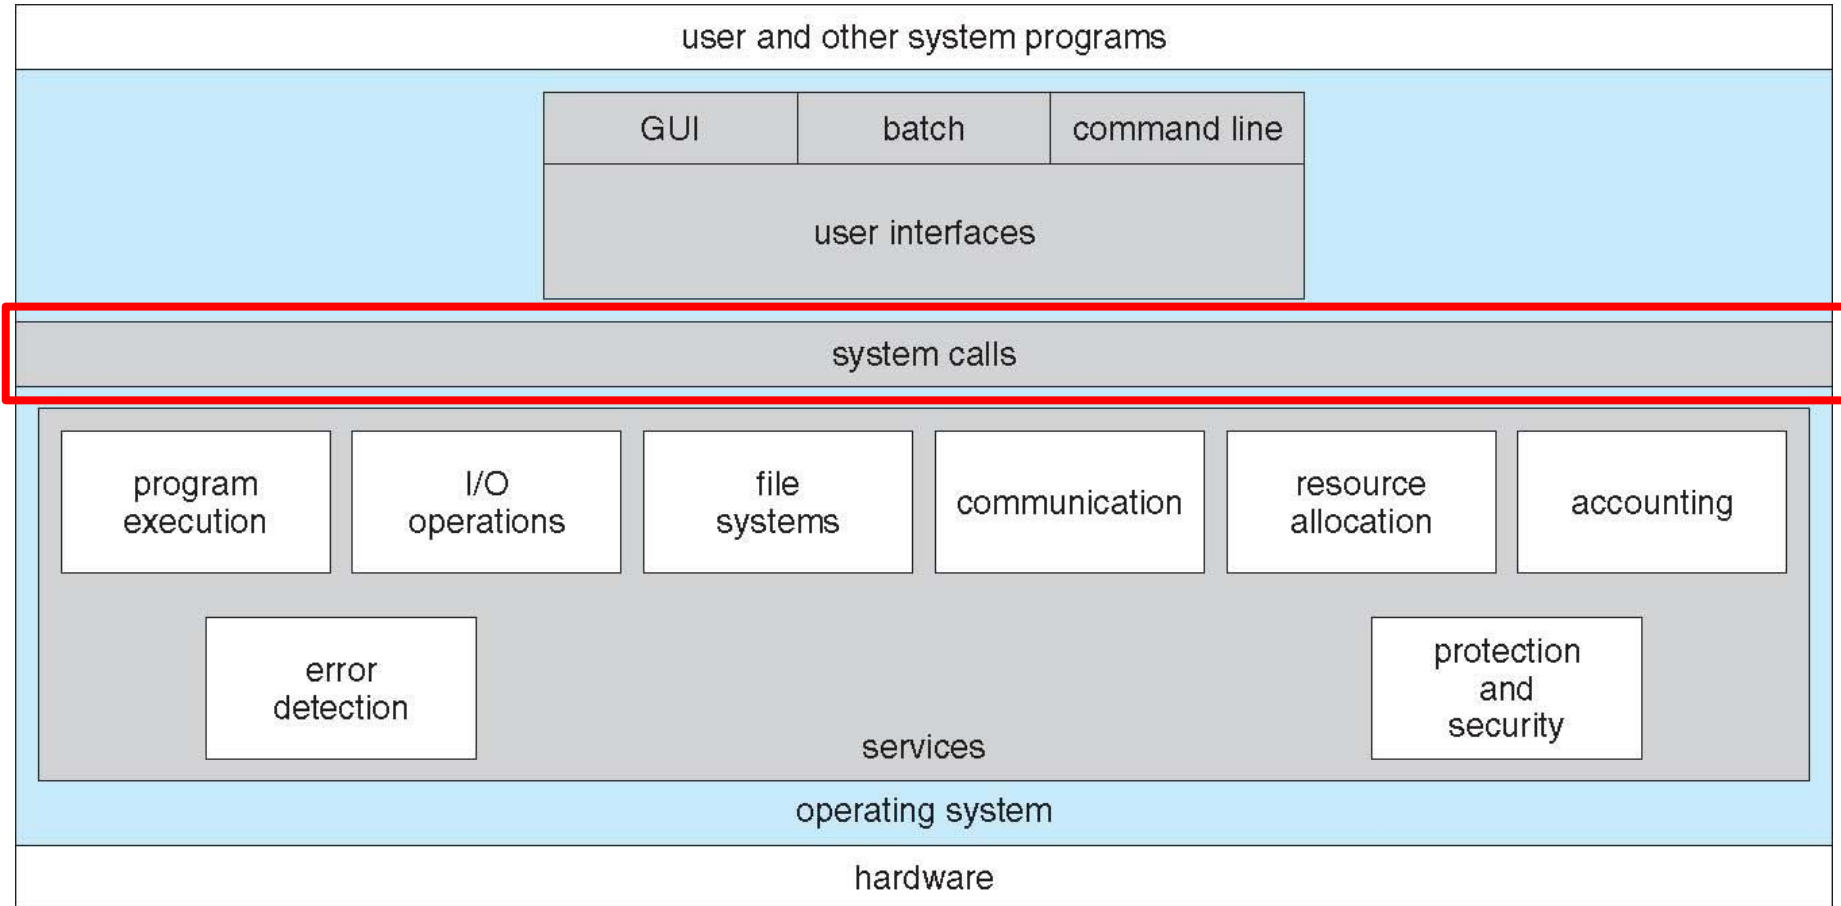 user and other system programs
GUI
batch
command line
user interfaces
system calls
program
execution
I/O
operations
file
systems
communication
resource
allocation
accounting
error
detection
protection
and
security
services
operating system
hardware